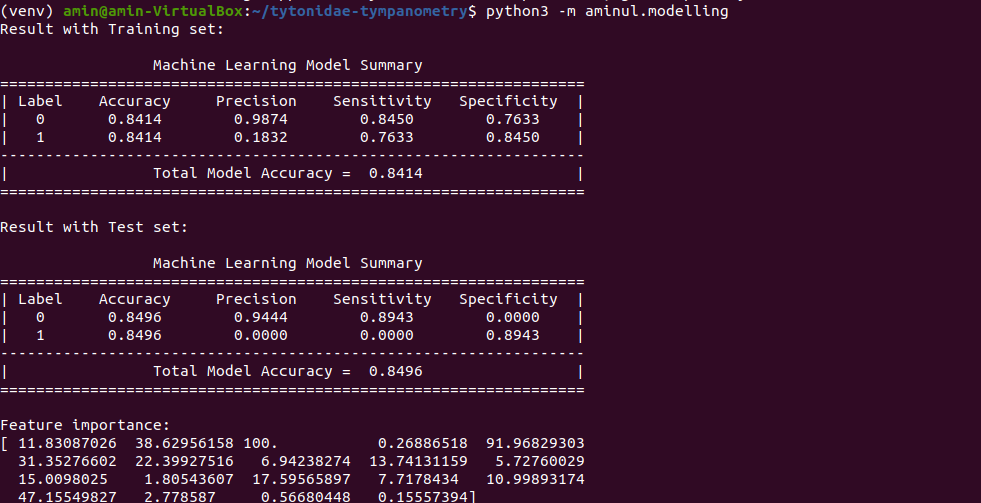 (venv) amin@amin-VirtualBox:~/tytonidae-tympanometry$ python3 -m aminul.modelling
Result with Training set:
Machine Learning Model Summary
=================================================================
| Label    Accuracy     Precision    Sensitivity   Specificity  |
|   0       0.8414       0.9874       0.8450       0.7633    |
|   1       0.8414       0.1832       0.7633       0.8450    |
-----------------------------------------------------------------
|                Total Model Accuracy =  0.8414                 |
=================================================================
Result with Test set:
Machine Learning Model Summary
=================================================================
| Label    Accuracy     Precision    Sensitivity   Specificity  |
|   0       0.8496       0.9444       0.8943       0.0000    |
|   1       0.8496       0.0000       0.0000       0.8943    |
-----------------------------------------------------------------
|                Total Model Accuracy =  0.8496                 |
=================================================================
Feature importance:
[ 11.83087026  38.62956158 100.           0.26886518  91.96829303
  31.35276602  22.39927516   6.94238274  13.74131159   5.72760029
  15.0098025    1.80543607  17.59565897   7.7178434   10.99893174
  47.15549827   2.778587     0.56680448   0.15557394]